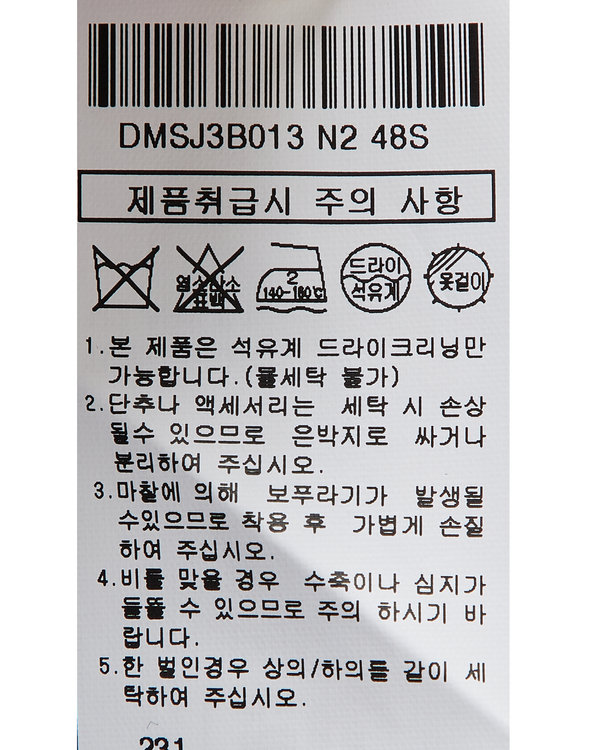 DMSJ3B013 N2 48S
제품취급시 주의 사항
염소산소
표백
2
140-160℃
드라이
석유계
옷걸이
1.본 제품은 석유계 드라이크리닝만
가능합니다.(물세탁 불가)
2.단추나 액세서리는 세탁 시 손상
될수 있으므로 은박지로 싸거나
분리하여 주십시오.
3.마찰에 의해 보푸라기가 발생될
수있으므로 착용 후 가볍게 손질
하여 주십시오.
4.비를 맞을 경우 수축이나 심지가
들뜰 수 있으므로 주의 하시기 바
랍니다.
5.한 벌인경우 상의/하의를 같이 세
탁하여 주십시오.
231